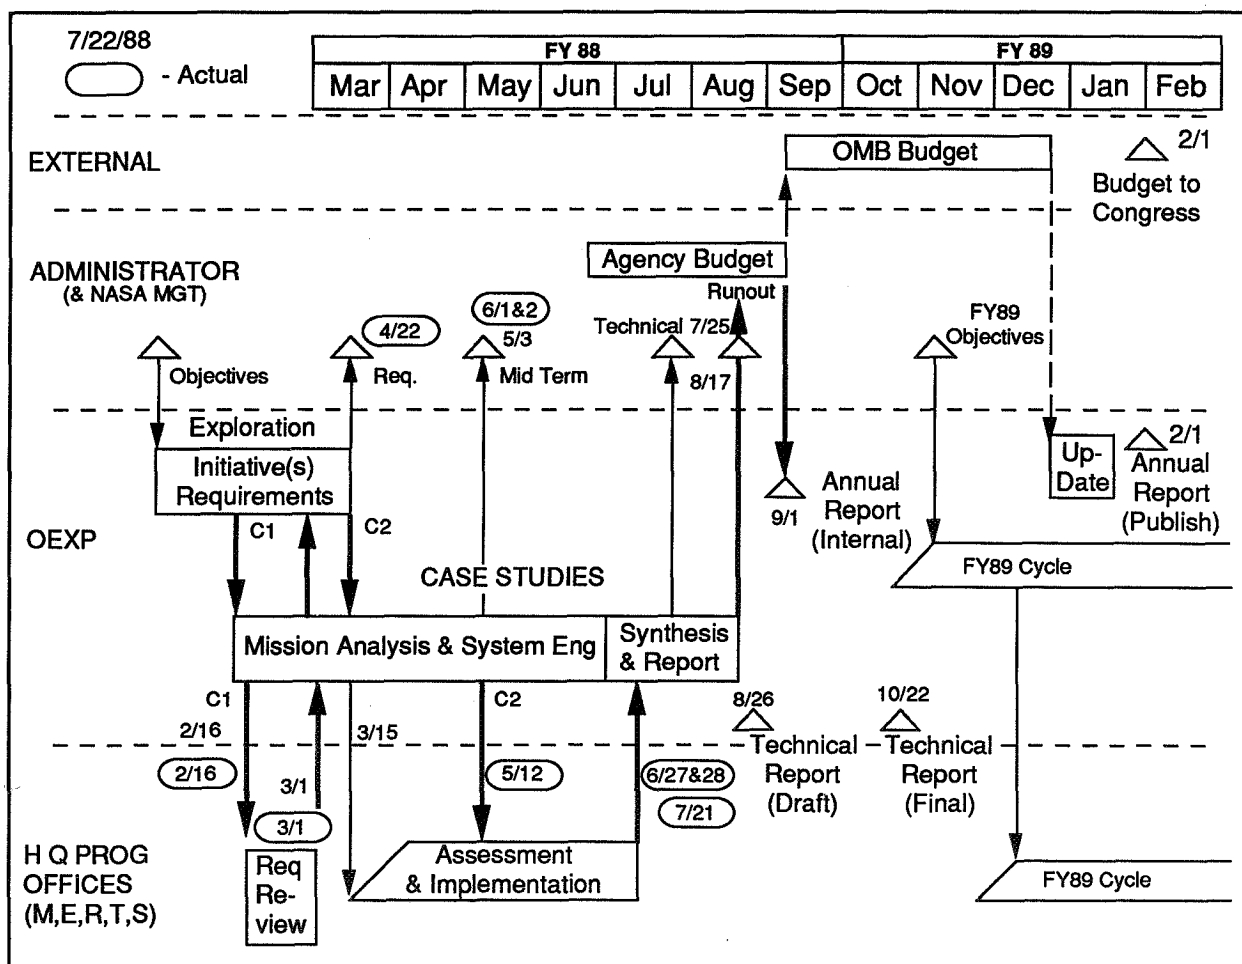 7/22/88
- Actual
FY 88
FY 89
Mar
Apr
May
Jun
Jul
Aug
Sep
Oct
Nov
Dec
Jan
Feb
EXTERNAL
OMB Budget
2/1
Budget to
Congress
ADMINISTRATOR
(& NASA MGT)
Agency Budget
Runout
4/22
6/1&2
5/3
Technical 7/25
FY89
Objectives
Objectives
Req.
Mid Term
8/17
OEXP
Exploration
Initiative(s)
Requirements
C1
C2
CASE STUDIES
9/1
Annual
Report
(Internal)
Up-
Date
2/1
Annual
Report
(Publish)
FY89 Cycle
Mission Analysis & System Eng
Synthesis
& Report
C1
2/16
3/15
C2
8/26
10/22
Technical
Report
(Draft)
Technical
Report
(Final)
2/16
3/1
3/1
5/12
6/27&28
7/21
H Q PROG
OFFICES
(M,E,R,T,S)
Req
Re-
view
Assessment
& Implementation
FY89 Cycle